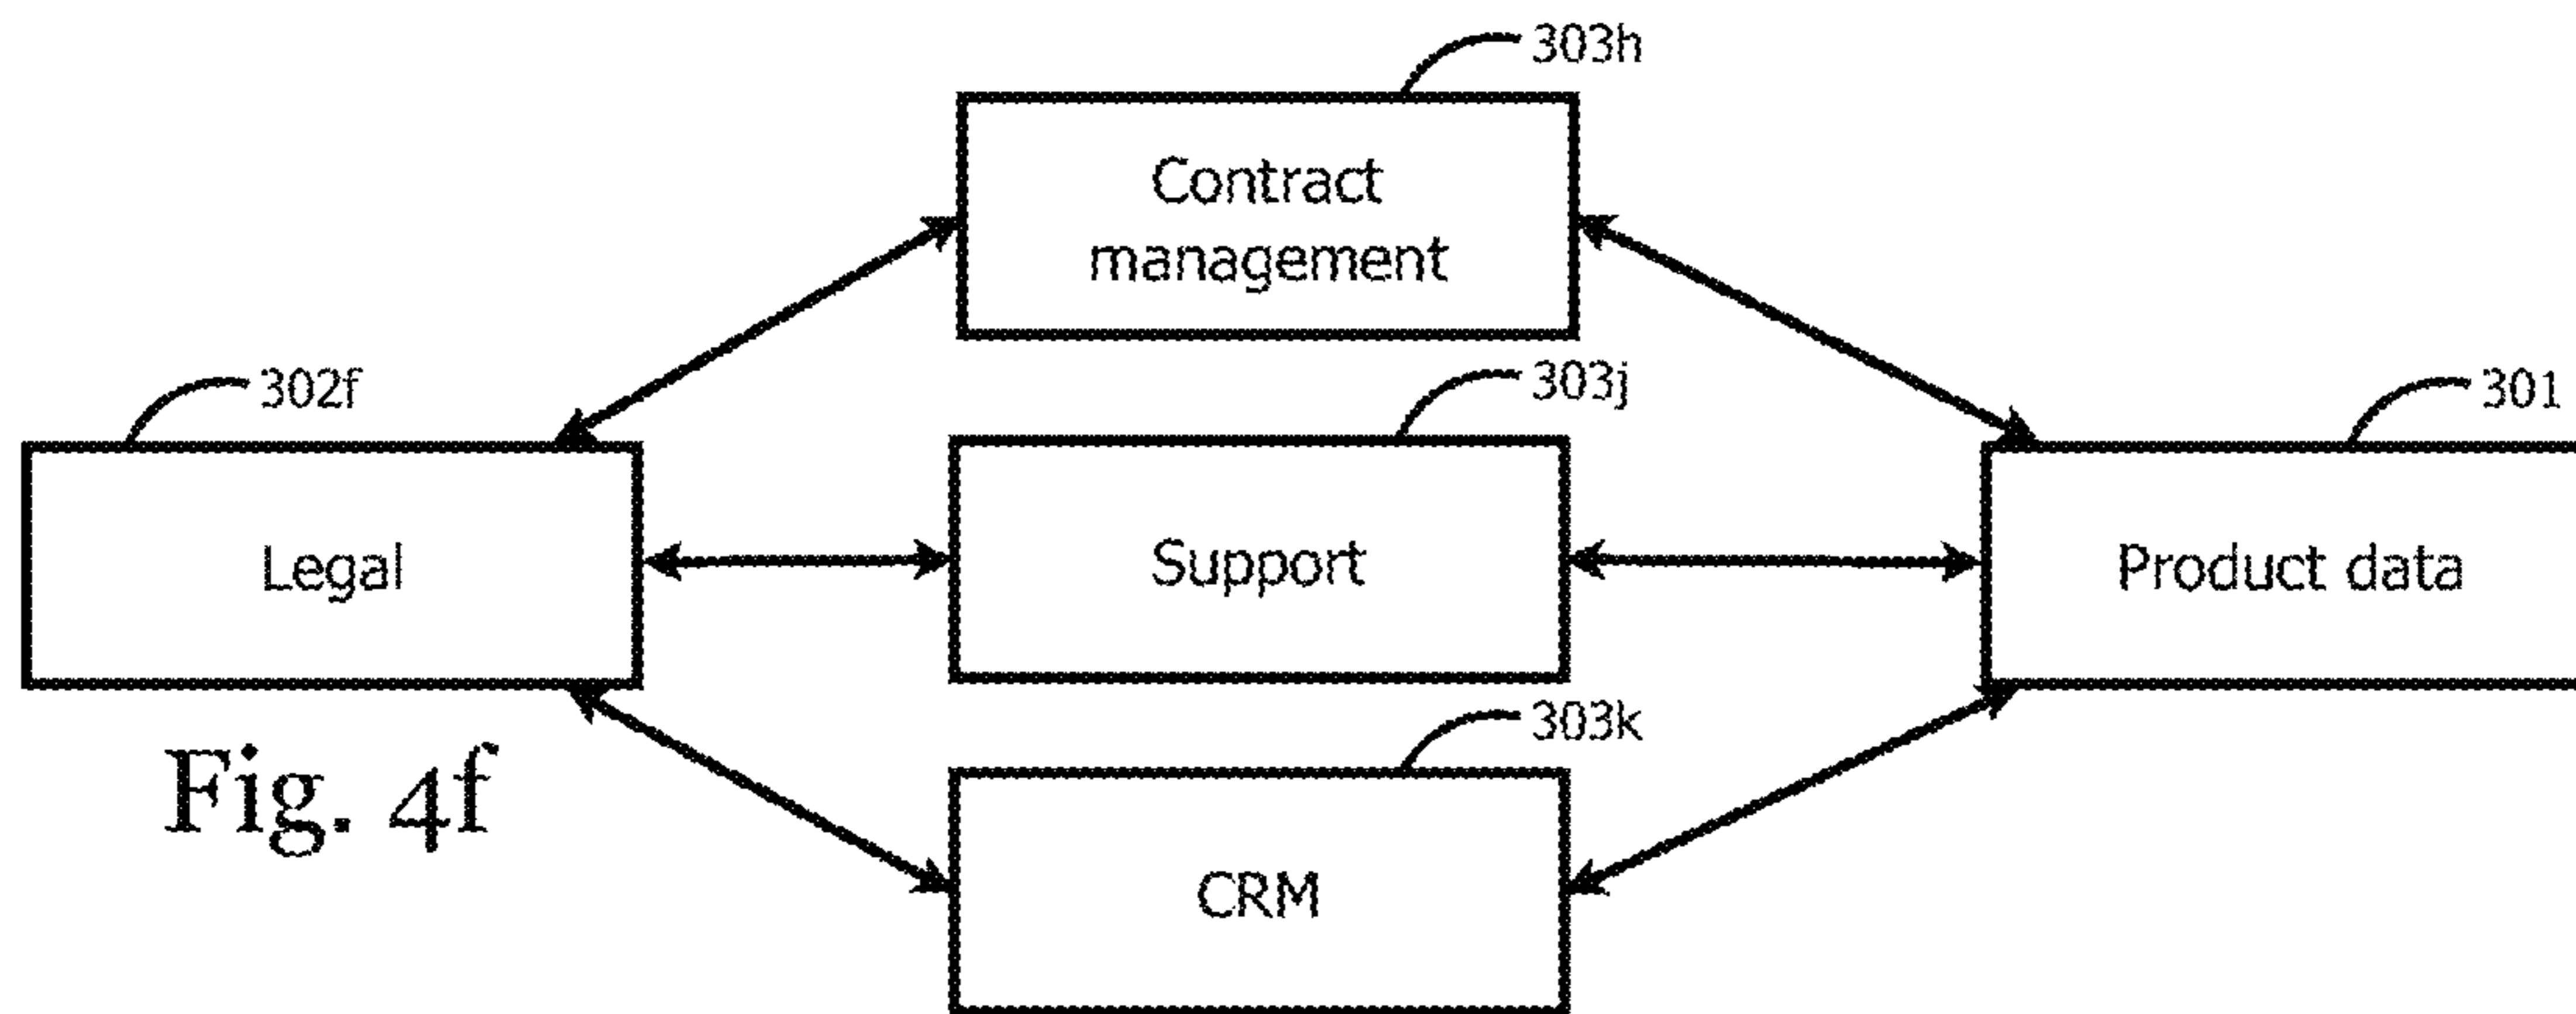 303h
Contract
management
302f
303j
301
Legal
Support
Product data
303k
Fig. 4f
CRM